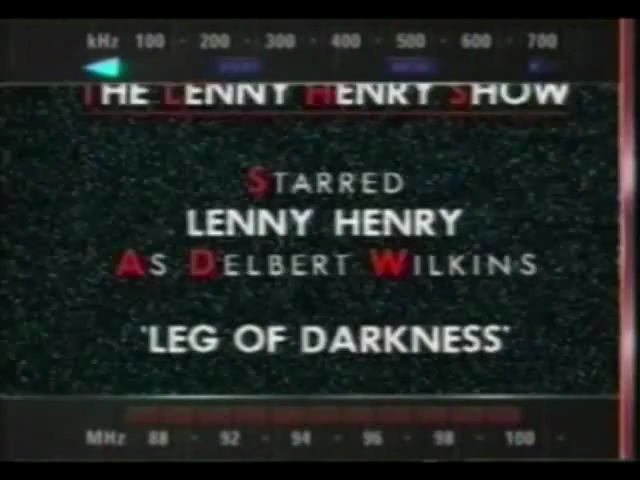 kHz 100 - 200 - 300 - 400 - 500 - 600 - 700
THE LENNY HENRY SHOW
STARRED
LENNY HENRY
AS DELBERT WILKINS
'LEG OF DARKNESS'
MHz 88 - 92 - 94 - 96 - 98 - 100 -